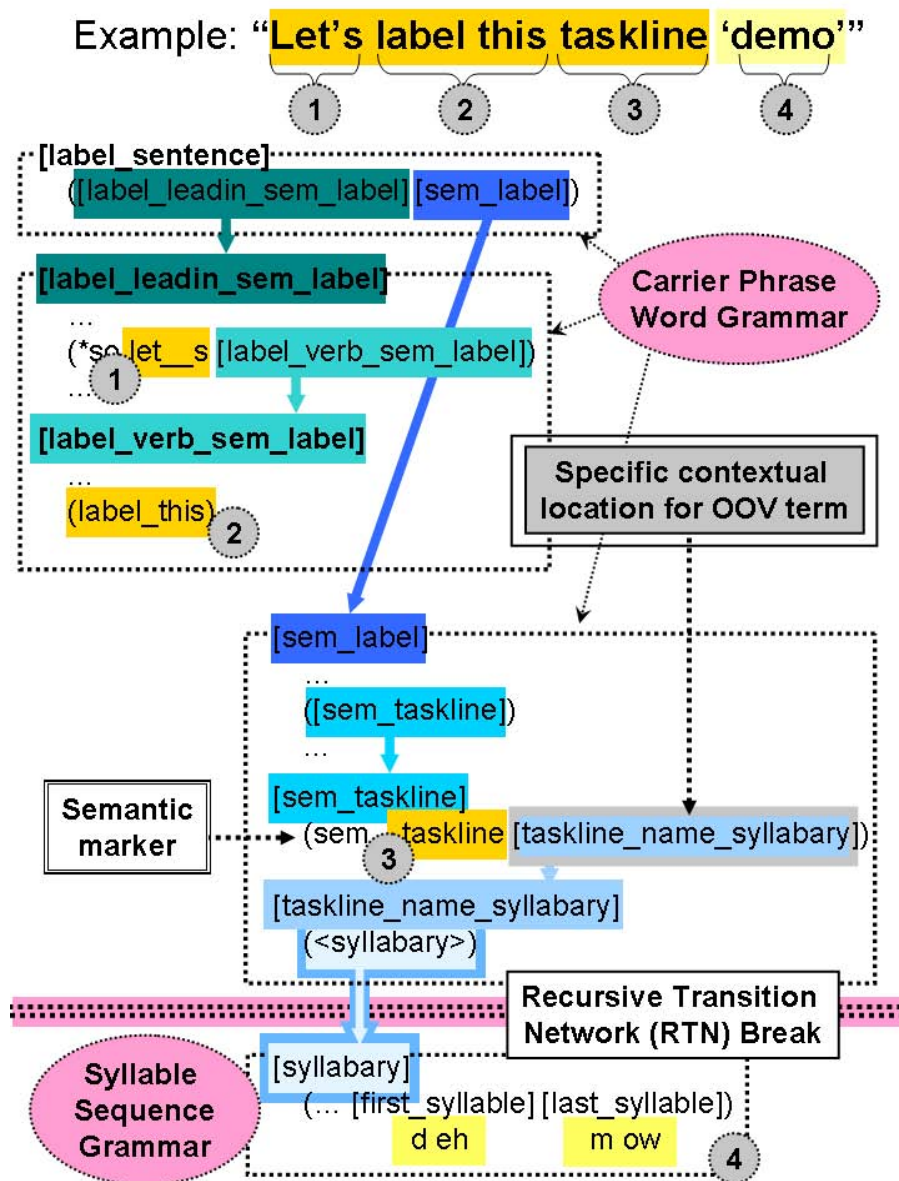 Example: “Let's label this taskline ‘demo’”
1 2 3 4
[label_sentence]
([label_leadin_sem_label] [sem_label])
[label_leadin_sem_label]
Carrier Phrase
Word Grammar
...
(*so let__s [label_verb_sem_label])
1
...
[label_verb_sem_label]
Specific contextual
location for OOV term
...
(label_this)
2
[sem_label]
...
([sem_taskline])
...
[sem_taskline]
Semantic
marker
(sem taskline [taskline_name_syllabary])
3
[taskline_name_syllabary]
(<syllabary>)
Recursive Transition
Network (RTN) Break
Syllable
Sequence
Grammar
[syllabary]
(... [first_syllable] [last_syllable])
d eh m ow
4